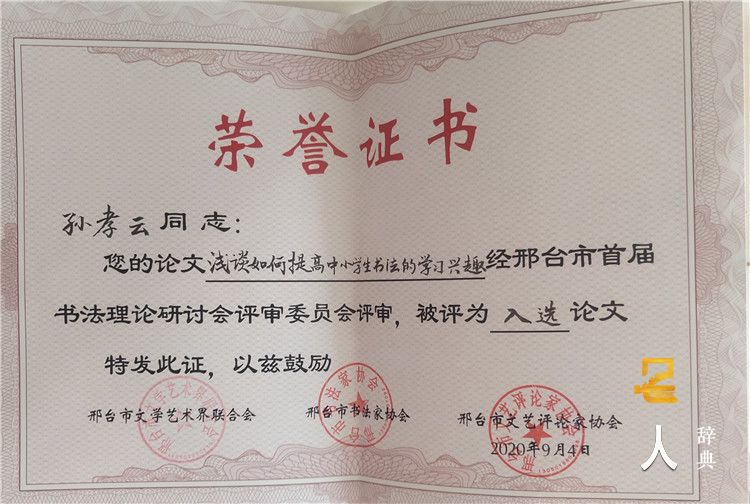 荣誉证书
孙孝云同志：
您的论文浅谈如何提高中小学生书法的学习兴趣经邢台市首届
书法理论研讨会评审委员会评审，被评为 入选 论文
特发此证，以兹鼓励
邢台市文学艺术界联合会
邢台市书法家协会
邢台市文艺评论家协会
2020年9月4日
人
辞典